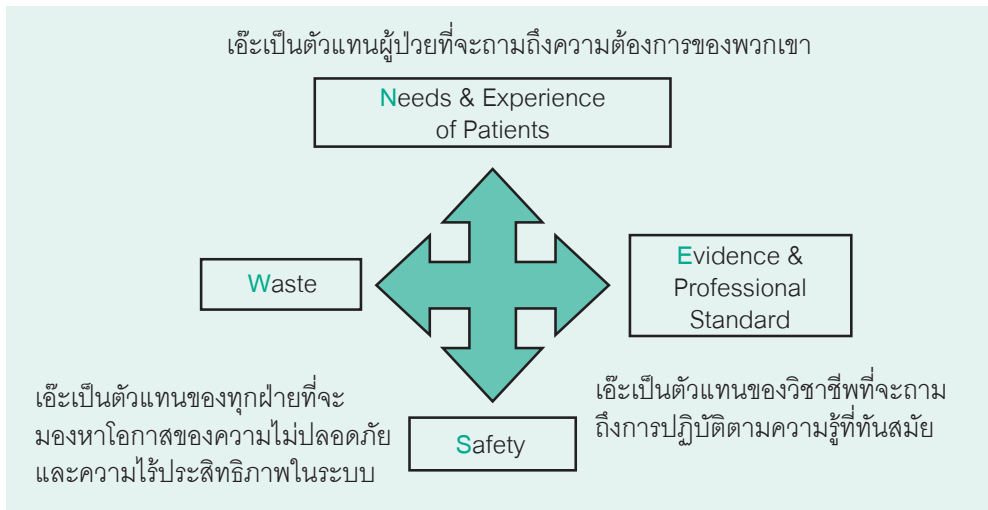 เอ๊ะเป็นตัวแทนผู้ป่วยที่จะถามถึงความต้องการของพวกเขา
Needs & Experience
of Patients
Waste
Evidence &
Professional
Standard
เอ๊ะเป็นตัวแทนของทุกฝ่ายที่จะ
มองหาโอกาสของความไม่ปลอดภัย
และความไร้ประสิทธิภาพในระบบ
Safety
เอ๊ะเป็นตัวแทนของวิชาชีพที่จะถาม
ถึงการปฏิบัติตามความรู้ที่ทันสมัย